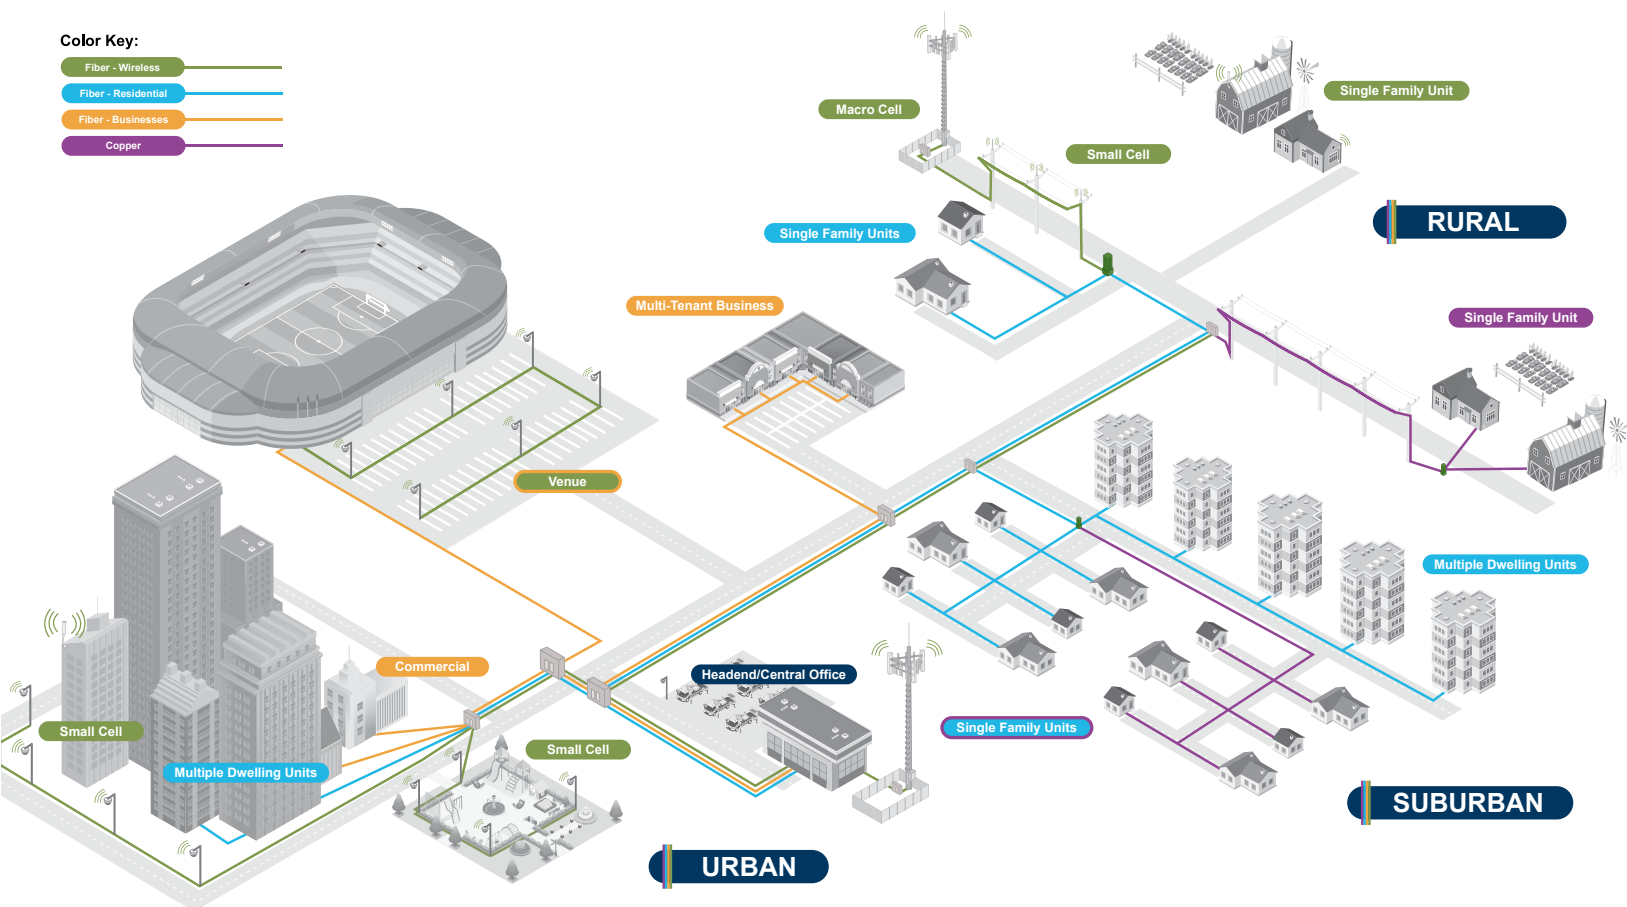 Color Key:
Fiber - Wireless
Fiber - Residential
Fiber - Businesses
Copper
Macro Cell
Single Family Unit
Small Cell
RURAL
Single Family Units
Multi-Tenant Business
Single Family Unit
Venue
Multiple Dwelling Units
Commercial
Headend/Central Office
Small Cell
Single Family Units
Small Cell
Multiple Dwelling Units
SUBURBAN
URBAN